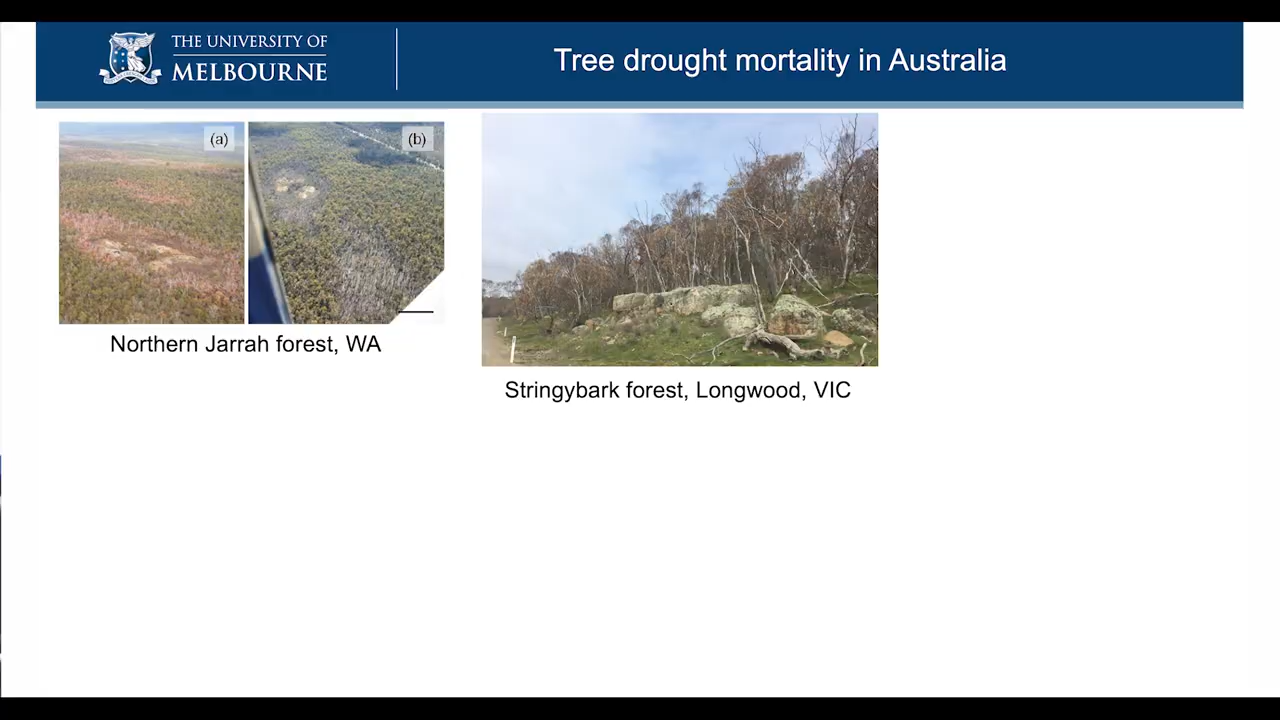 THE UNIVERSITY OF
MELBOURNE
Tree drought mortality in Australia
(a)
(b)
Northern Jarrah forest, WA
Stringybark forest, Longwood, VIC